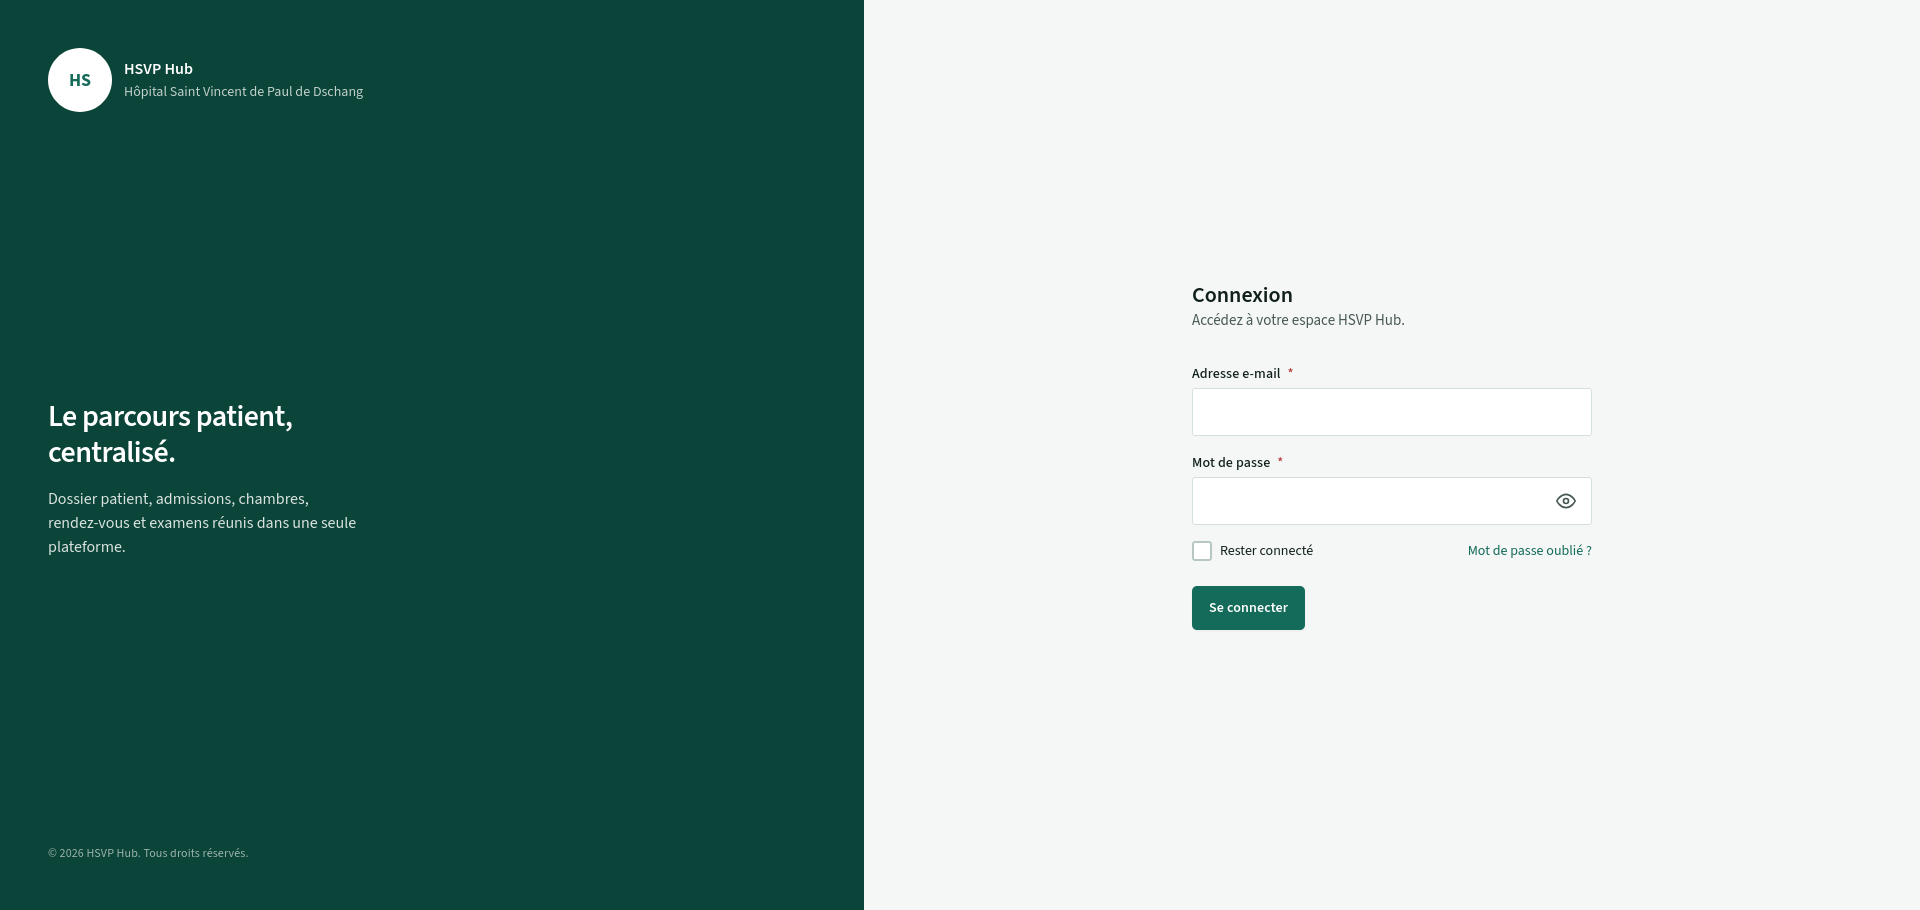 HS
HSVP Hub
Hôpital Saint Vincent de Paul de Dschang
Le parcours patient,
centralisé.
Dossier patient, admissions, chambres,
rendez-vous et examens réunis dans une seule
plateforme.
© 2026 HSVP Hub. Tous droits réservés.
Connexion
Accédez à votre espace HSVP Hub.
Adresse e-mail *
Mot de passe *
Rester connecté
Mot de passe oublié ?
Se connecter